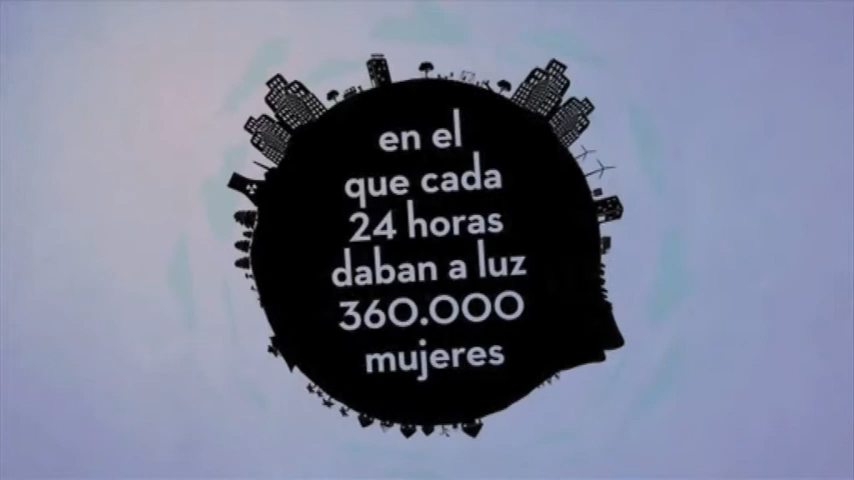 en el
que cada
24 horas
daban a luz
360.000
mujeres